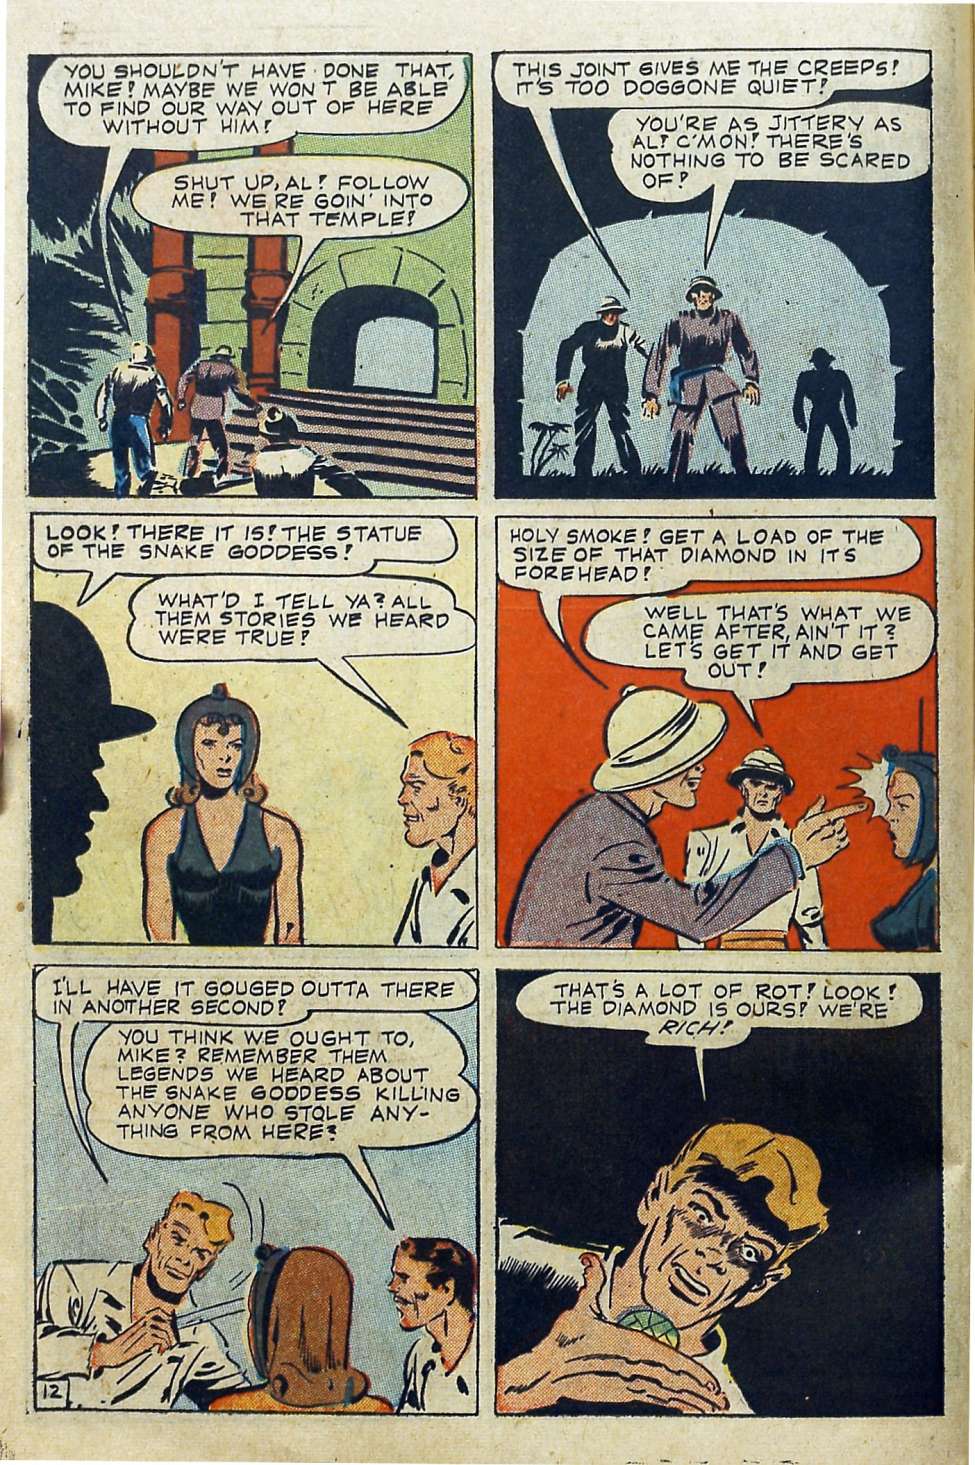 YOU SHOULDN'T HAVE DONE THAT,
MIKE! MAYBE WE WON'T BE ABLE
TO FIND OUR WAY OUT OF HERE
WITHOUT HIM!
SHUT UP, AL! FOLLOW
ME! WE'RE GOIN' INTO
THAT TEMPLE!
THIS JOINT GIVES ME THE CREEPS!
IT'S TOO DOGGONE QUIET!
YOU'RE AS JITTERY AS
AL! C'MON! THERE'S
NOTHING TO BE SCARED
OF!
LOOK! THERE IT IS! THE STATUE
OF THE SNAKE GODDESS!
WHAT'D I TELL YA? ALL
THEM STORIES WE HEARD
WERE TRUE!
HOLY SMOKE! GET A LOAD OF THE
SIZE OF THAT DIAMOND IN ITS
FOREHEAD!
WELL THAT'S WHAT WE
CAME AFTER, AIN'T IT?
LET'S GET IT AND GET
OUT!
I'LL HAVE IT GOUGED OUTTA THERE
IN ANOTHER SECOND!
YOU THINK WE OUGHT TO,
MIKE? REMEMBER THEM
LEGENDS WE HEARD ABOUT
THE SNAKE GODDESS KILLING
ANYONE WHO STOLE ANY-
THING FROM HERE?
12
THAT'S A LOT OF ROT! LOOK!
THE DIAMOND IS OURS! WE'RE
RICH!